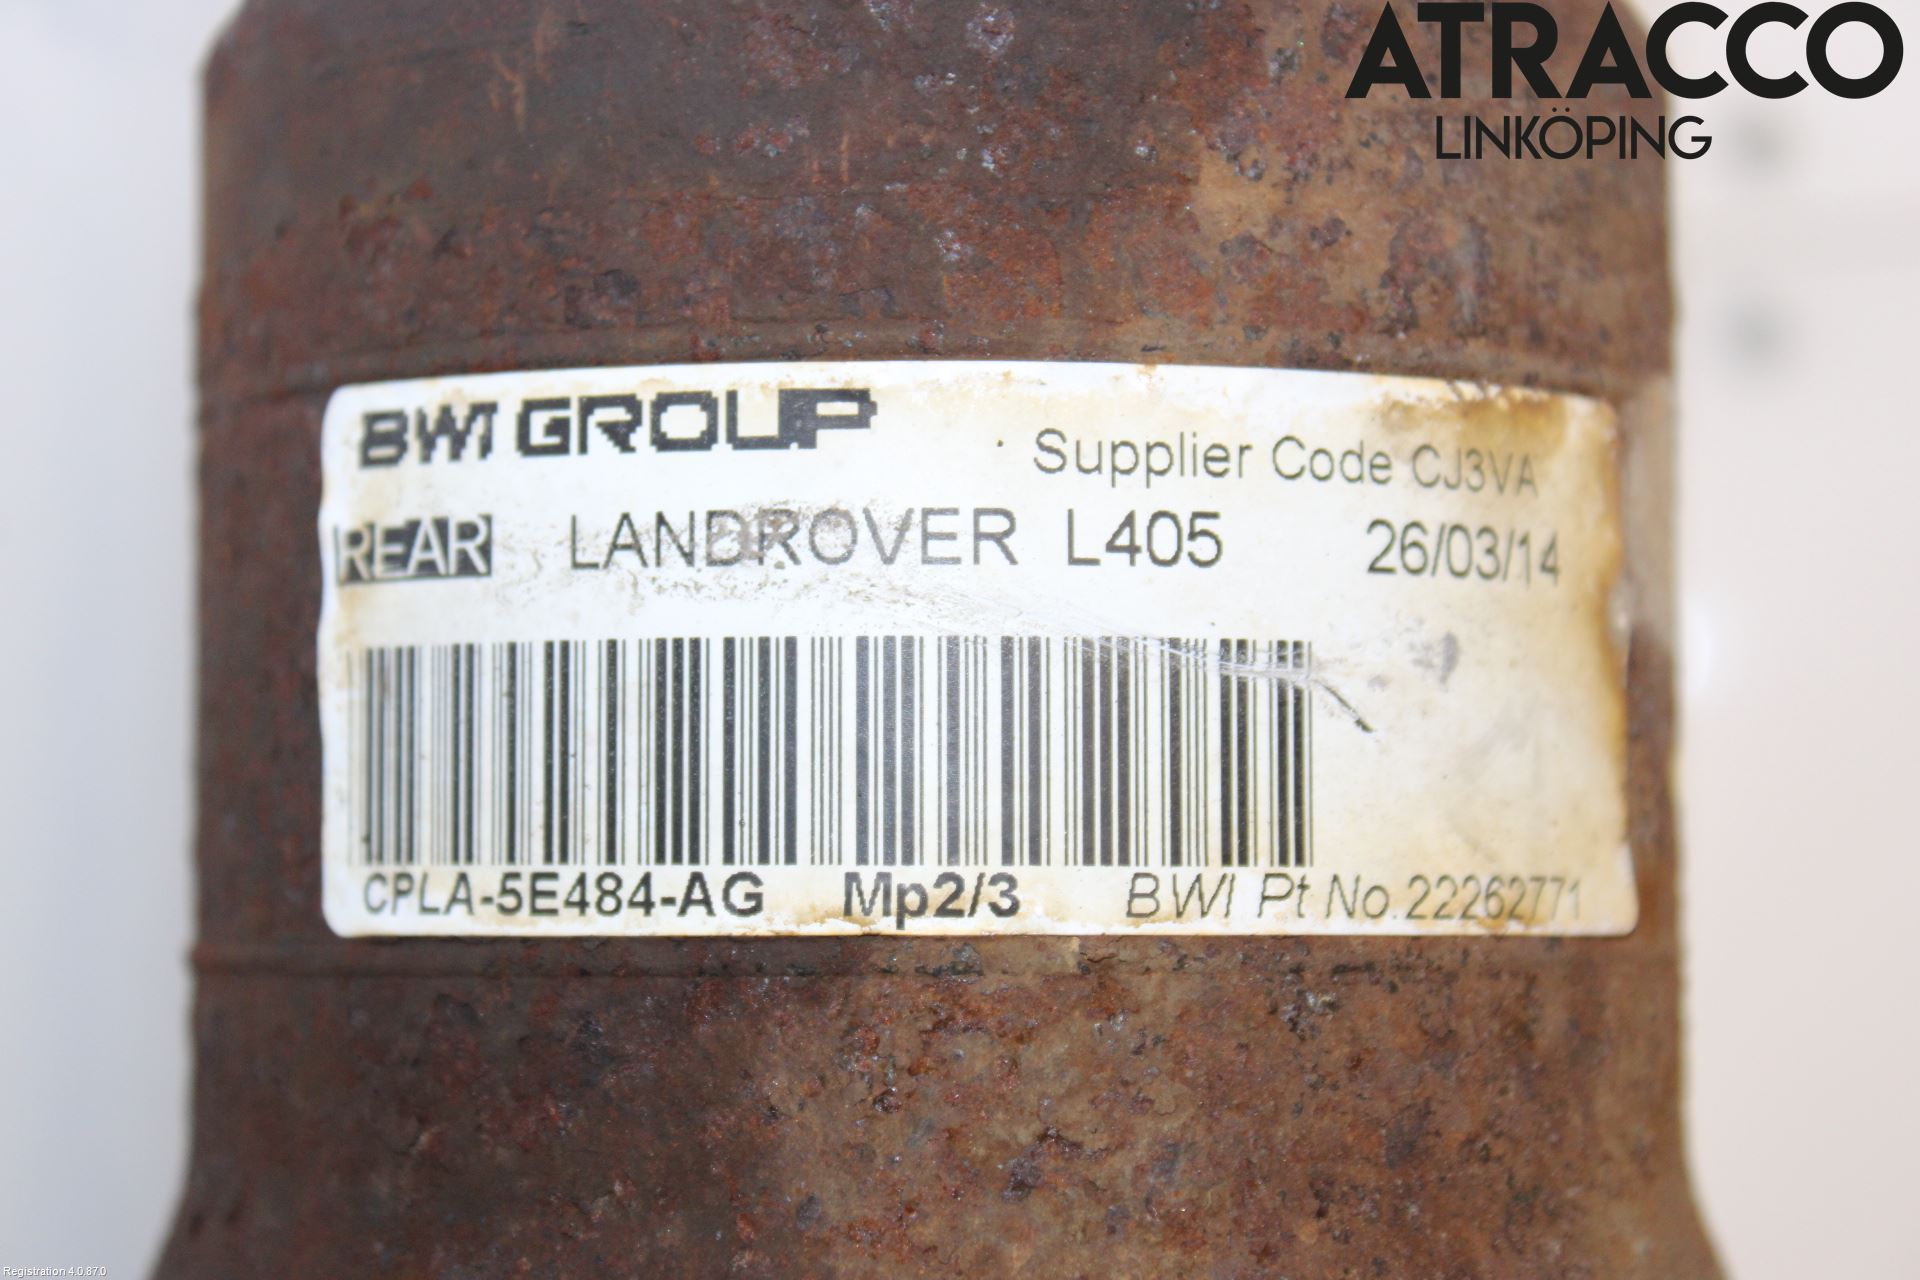 ATRACCO
LINKÖPING
BWI GROUP
Supplier Code CJ3VA
REAR LANDROVER L405 26/03/14
CPLA-5E484-AG Mp2/3 BWI Pt No.22262771
Registration 4.0.87.0